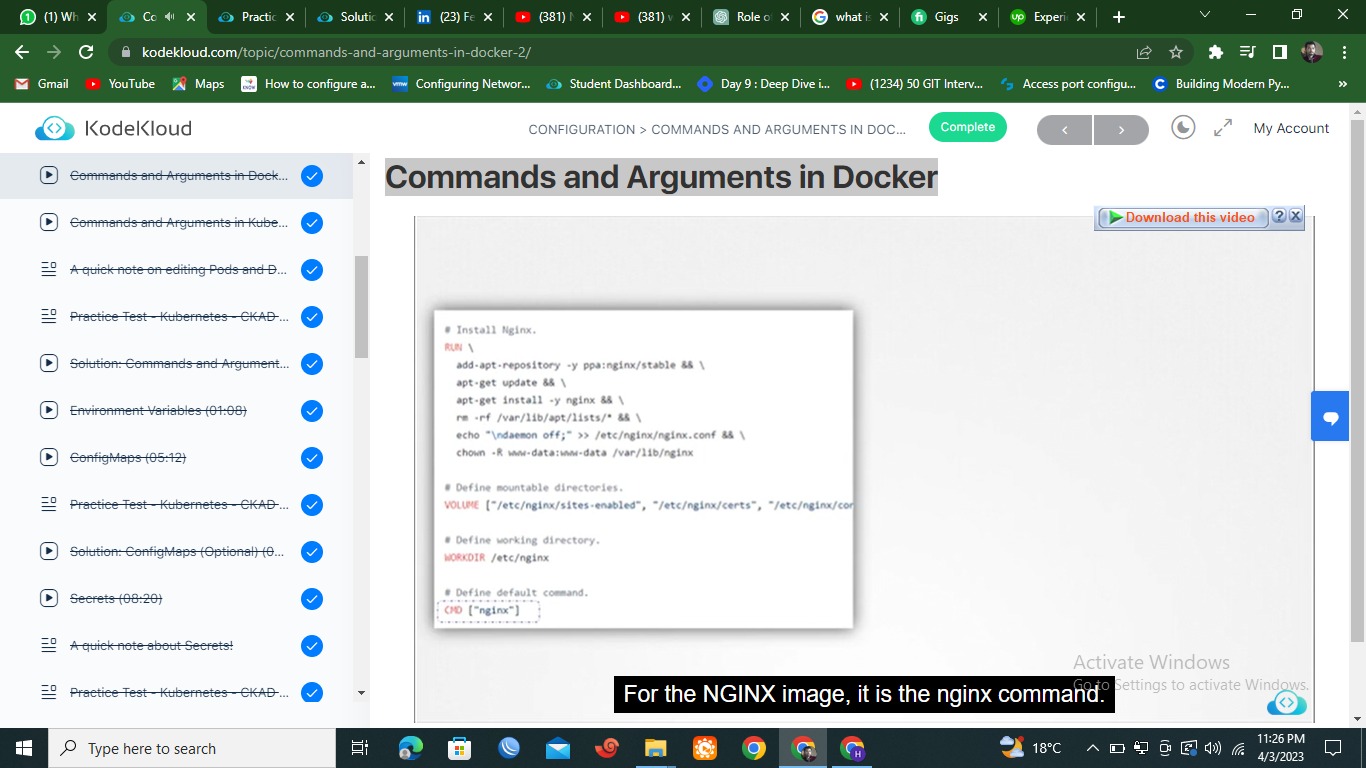 (1) Wh
Co
Practic
Solutic
(23) Fe
(381)
(381)
Role o
what is
Gigs
Experi
kodekloud.com/topic/commands-and-arguments-in-docker-2/
Gmail
YouTube
Maps
How to configure a...
Configuring Networ...
Student Dashboard...
Day 9 : Deep Dive i...
(1234) 50 GIT Interv...
Access port configu...
Building Modern Py...
»
KodeKloud
CONFIGURATION > COMMANDS AND ARGUMENTS IN DOC...
Complete
My Account
Commands and Arguments in Dock...
Commands and Arguments in Kube...
A quick note on editing Pods and D...
Practice Test - Kubernetes - CKAD -...
Solution: Commands and Argument...
Environment Variables (01:08)
ConfigMaps (05:12)
Practice Test - Kubernetes - CKAD -...
Solution: ConfigMaps (Optional) (0...
Secrets (08:20)
A quick note about Secrets!
Practice Test - Kubernetes - CKAD -...
Commands and Arguments in Docker
Download this video
# Install Nginx.
RUN \
add-apt-repository -y ppa:nginx/stable && \
apt-get update && \
apt-get install -y nginx && \
rm -rf /var/lib/apt/lists/* && \
echo "\ndaemon off;" >> /etc/nginx/nginx.conf && \
chown -R www-data:www-data /var/lib/nginx
# Define mountable directories.
VOLUME ["/etc/nginx/sites-enabled", "/etc/nginx/certs", "/etc/nginx/cor
# Define working directory.
WORKDIR /etc/nginx
# Define default command.
CMD ["nginx"]
For the NGINX image, it is the nginx command.
Activate Windows
Go to Settings to activate Windows.
Type here to search
18°C
11:26 PM
4/3/2023